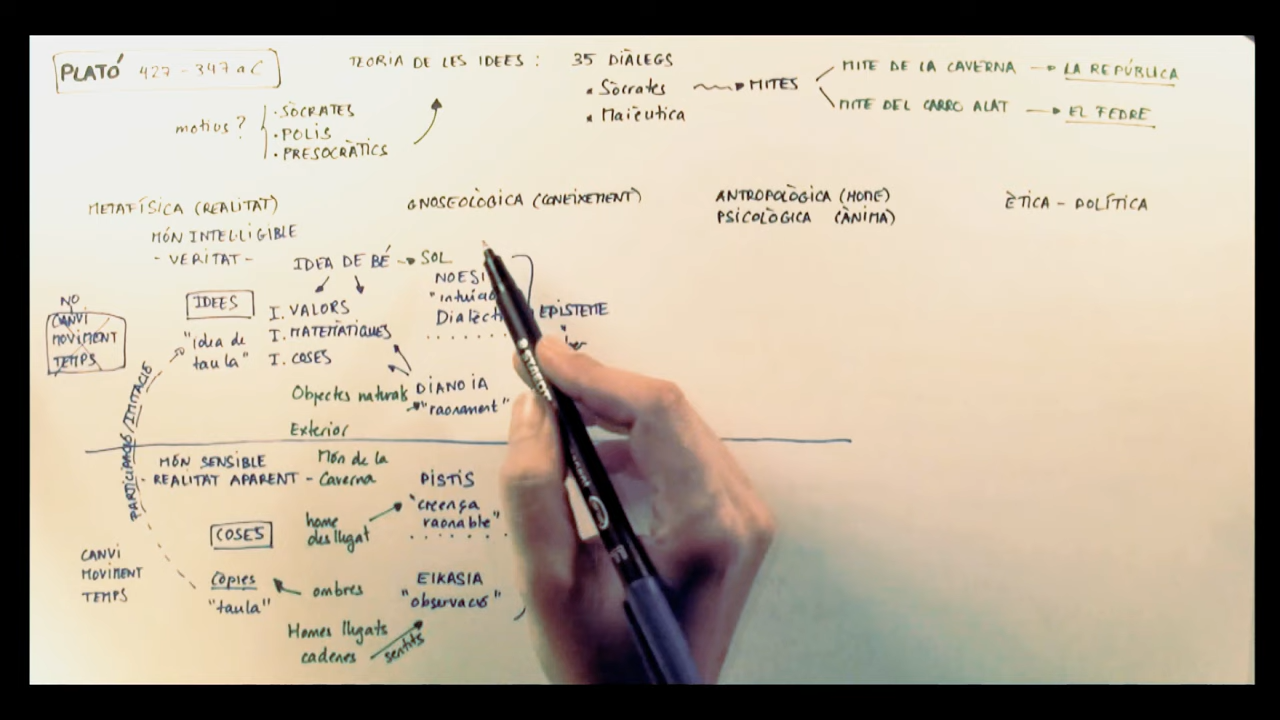 PLATÓ 427 - 347 a C
TEORIA DE LES IDEES :
35 DIÀLEGS
• Sòcrates
• Maièutica
MITES
MITE DE LA CAVERNA → LA REPÚBLICA
MITE DEL CARRO ALAT → EL FEDRE
motius?
• SÒCRATES
• POLIS
• PRESOCRÀTICS
METAFÍSICA (REALITAT)
GNOSEOLÒGICA (CONEIXEMENT)
ANTROPOLÒGICA (HOME)
PSICOLÒGICA (ÀNIMA)
ÈTICA - POLÍTICA
MÓN INTEL·LIGIBLE
- VERITAT -
IDEA DE BÉ → SOL
NO
CANVI
MOVIMENT
TEMPS
IDEES
"idea de
taula"
I. VALORS
I. MATEMÀTIQUES
I. COSES
Objectes naturals
Exterior
DIANOIA
"raonament"
EPISTEME
PARTICIPACIÓ/IMITACIÓ
MÓN SENSIBLE
- REALITAT APARENT -
Món de la
Caverna
PISTIS
"creença
raonable"
home
deslligat
COSES
CANVI
MOVIMENT
TEMPS
Còpies
"taula"
ombres
EIKASIA
"observació"
Homes lligats
cadenes
sentits